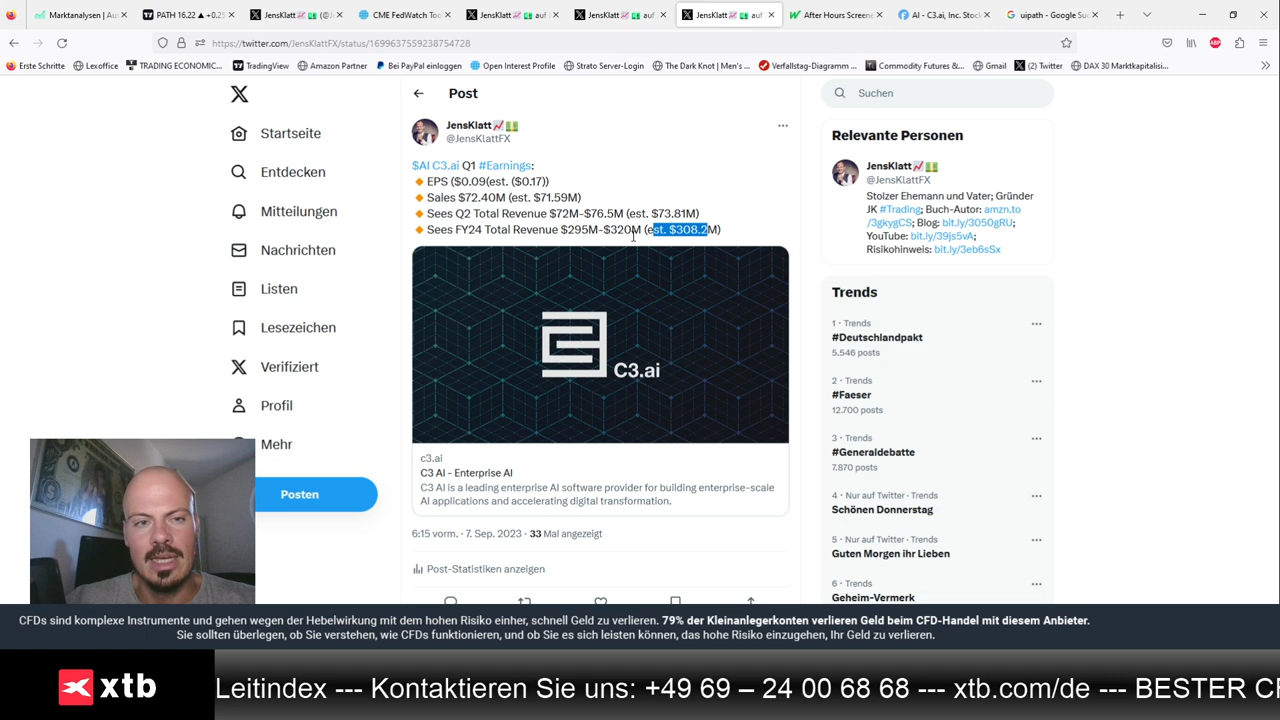 Marktanalysen | Aus
PATH 16.22 ▲ +0.25
JensKlatt
(@Jen
CME FedWatch Too
JensKlatt
auf
JensKlatt
auf
JensKlatt
auf
After Hours Screene
AI - C3.ai, Inc. Stock
uipath - Google Suc
https://twitter.com/JensKlattFX/status/1699637559238754728
Erste Schritte
Lexoffice
TRADING ECONOMIC...
TradingView
Amazon Partner
Bei PayPal einloggen
Open Interest Profile
Strato Server-Login
The Dark Knot | Men's ...
Verfallstag-Diagramm ...
Commodity Futures &...
Gmail
(2) Twitter
DAX 30 Marktkapitalisi...
X
Startseite
Entdecken
Mitteilungen
Nachrichten
Listen
Lesezeichen
Verifiziert
Profil
Mehr
Posten
Post
JensKlatt
@JensKlattFX
$AI C3.ai Q1 #Earnings:
EPS ($0.09(est. ($0.17))
Sales $72.40M (est. $71.59M)
Sees Q2 Total Revenue $72M-$76.5M (est. $73.81M)
Sees FY24 Total Revenue $295M-$320M (est. $308.2M)
C3.ai
c3.ai
C3 AI - Enterprise AI
C3 AI is a leading enterprise AI software provider for building enterprise-scale
AI applications and accelerating digital transformation.
6:15 vorm. · 7. Sep. 2023 · 33 Mal angezeigt
Post-Statistiken anzeigen
Suchen
Relevante Personen
JensKlatt
@JensKlattFX
Stolzer Ehemann und Vater; Gründer
JK #Trading; Buch-Autor: amzn.to
/3gkygCS; Blog: bit.ly/3050gRU;
YouTube: bit.ly/39js5vA;
Risikohinweis: bit.ly/3eb6sSx
Trends
1 · Trends
#Deutschlandpakt
5.546 posts
2 · Trends
#Faeser
12.700 posts
3 · Trends
#Generaldebatte
7.870 posts
4 · Nur auf Twitter · Trends
Schönen Donnerstag
5 · Nur auf Twitter · Trends
Guten Morgen ihr Lieben
6 · Trends
Geheim-Vermerk
CFDs sind komplexe Instrumente und gehen wegen der Hebelwirkung mit dem hohen Risiko einher, schnell Geld zu verlieren. 79% der Kleinanlegerkonten verlieren Geld beim CFD-Handel mit diesem Anbieter.
Sie sollten überlegen, ob Sie verstehen, wie CFDs funktionieren, und ob Sie es sich leisten können, das hohe Risiko einzugehen, Ihr Geld zu verlieren.
xtb
Leitindex --- Kontaktieren Sie uns: +49 69 – 24 00 68 68 --- xtb.com/de --- BESTER CF